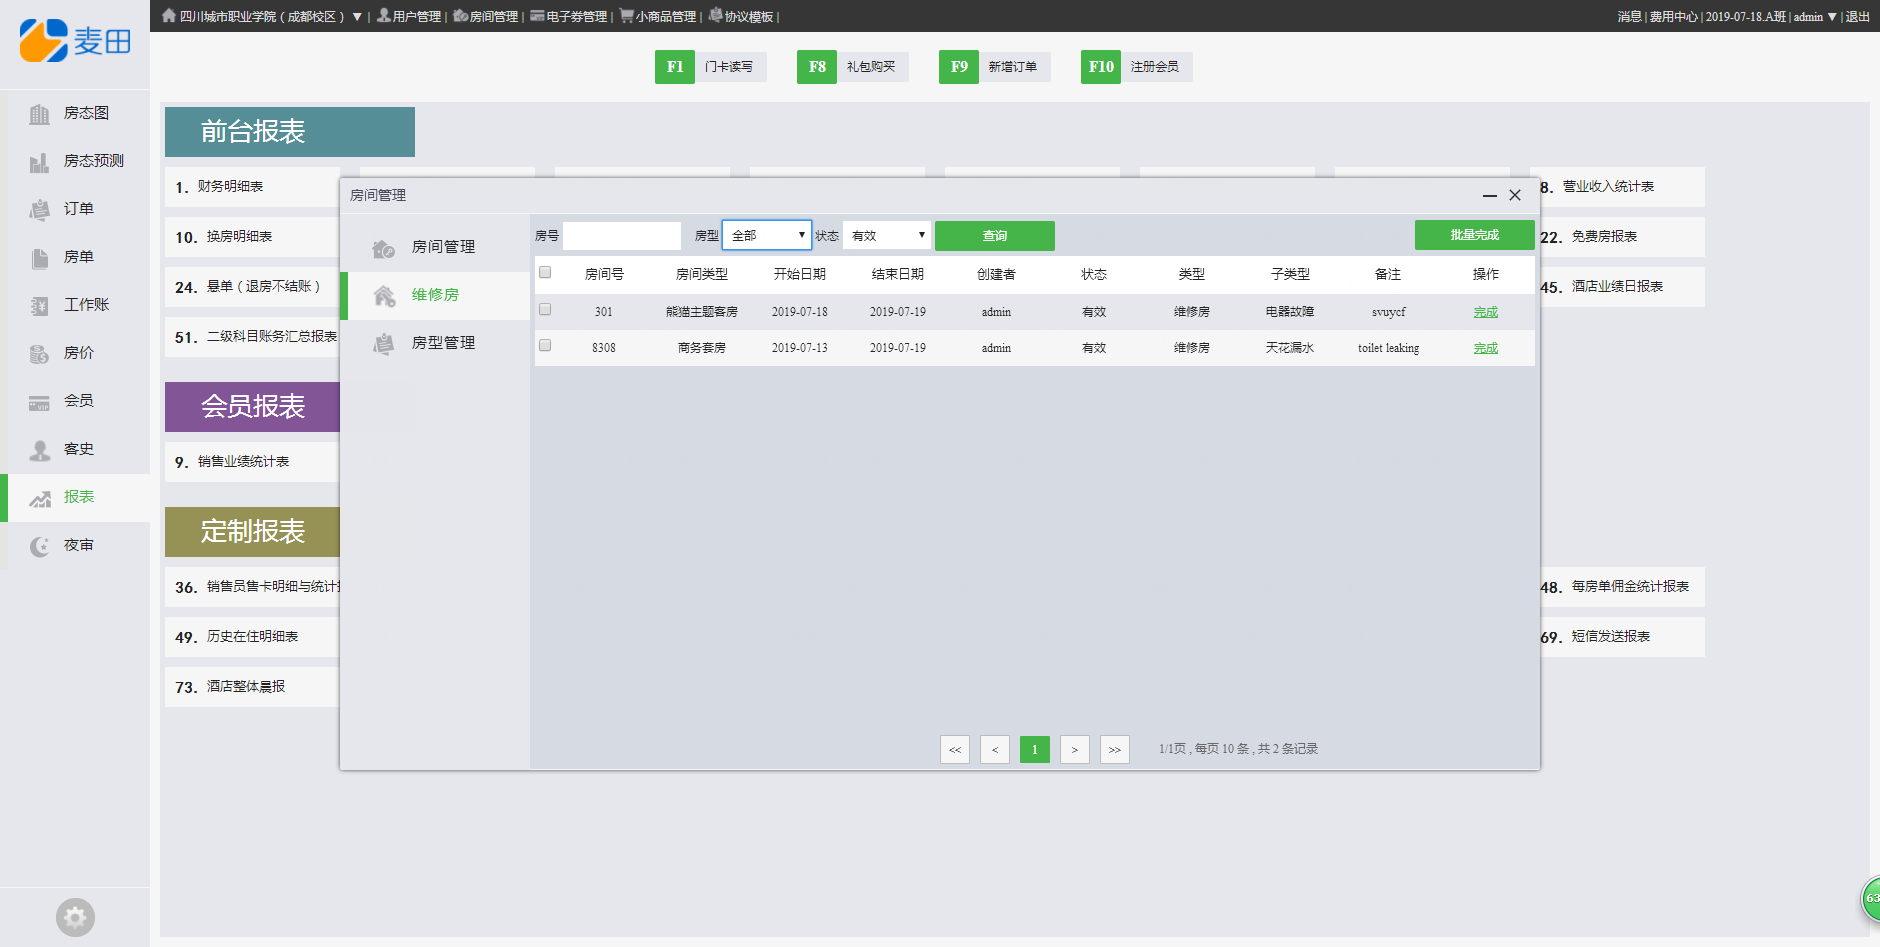 四川城市职业学院（成都校区） ▼ | 用户管理 | 房间管理 | 电子券管理 | 小商品管理 | 协议模板 |
消息 | 费用中心 | 2019-07-18.A班 | admin ▼ | 退出
麦田
F1 门卡读写 F8 礼包购买 F9 新增订单 F10 注册会员
房态图
房态预测
订单
房单
工作账
房价
会员
客史
报表
夜审
前台报表
1. 财务明细表
8. 营业收入统计表
10. 换房明细表
22. 免费房报表
24. 悬单（退房不结账）
45. 酒店业绩日报表
51. 二级科目账务汇总报表
会员报表
9. 销售业绩统计表
定制报表
36. 销售员售卡明细与统计
48. 每房单佣金统计报表
49. 历史在住明细表
69. 短信发送报表
73. 酒店整体晨报
房间管理
房间管理
维修房
房型管理
房号 房型 全部 状态 有效 查询 批量完成
房间号 房间类型 开始日期 结束日期 创建者 状态 类型 子类型 备注 操作
301 熊猫主题客房 2019-07-18 2019-07-19 admin 有效 维修房 电器故障 svuycf 完成
8308 商务套房 2019-07-13 2019-07-19 admin 有效 维修房 天花漏水 toilet leaking 完成
<< < 1 > >> 1/1页 , 每页 10 条 , 共 2 条记录
63